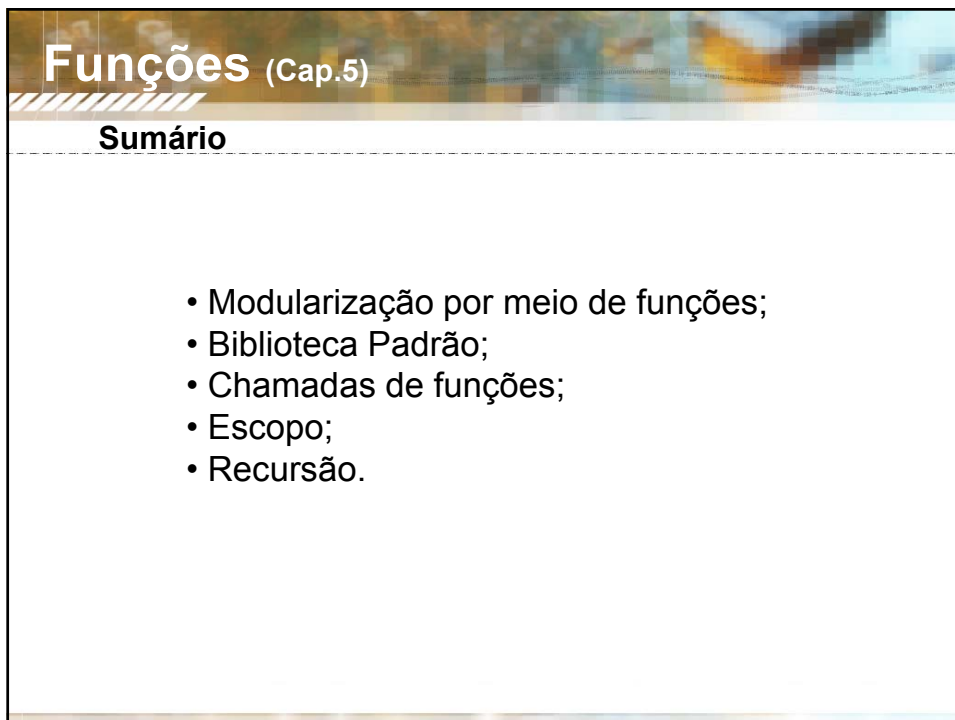 Funções (Cap.5)
Sumário
• Modularização por meio de funções;
• Biblioteca Padrão;
• Chamadas de funções;
• Escopo;
• Recursão.